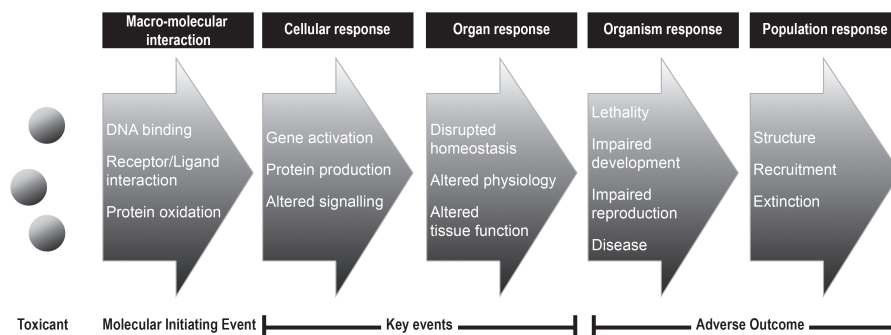 Macro-molecular
interaction
Cellular response
Organ response
Organism response
Population response
DNA binding
Receptor/Ligand
interaction
Protein oxidation
Gene activation
Protein production
Altered signalling
Disrupted
homeostasis
Altered physiology
Altered
tissue function
Lethality
Impaired
development
Impaired
reproduction
Disease
Structure
Recruitment
Extinction
Toxicant
Molecular Initiating Event
Key events
Adverse Outcome